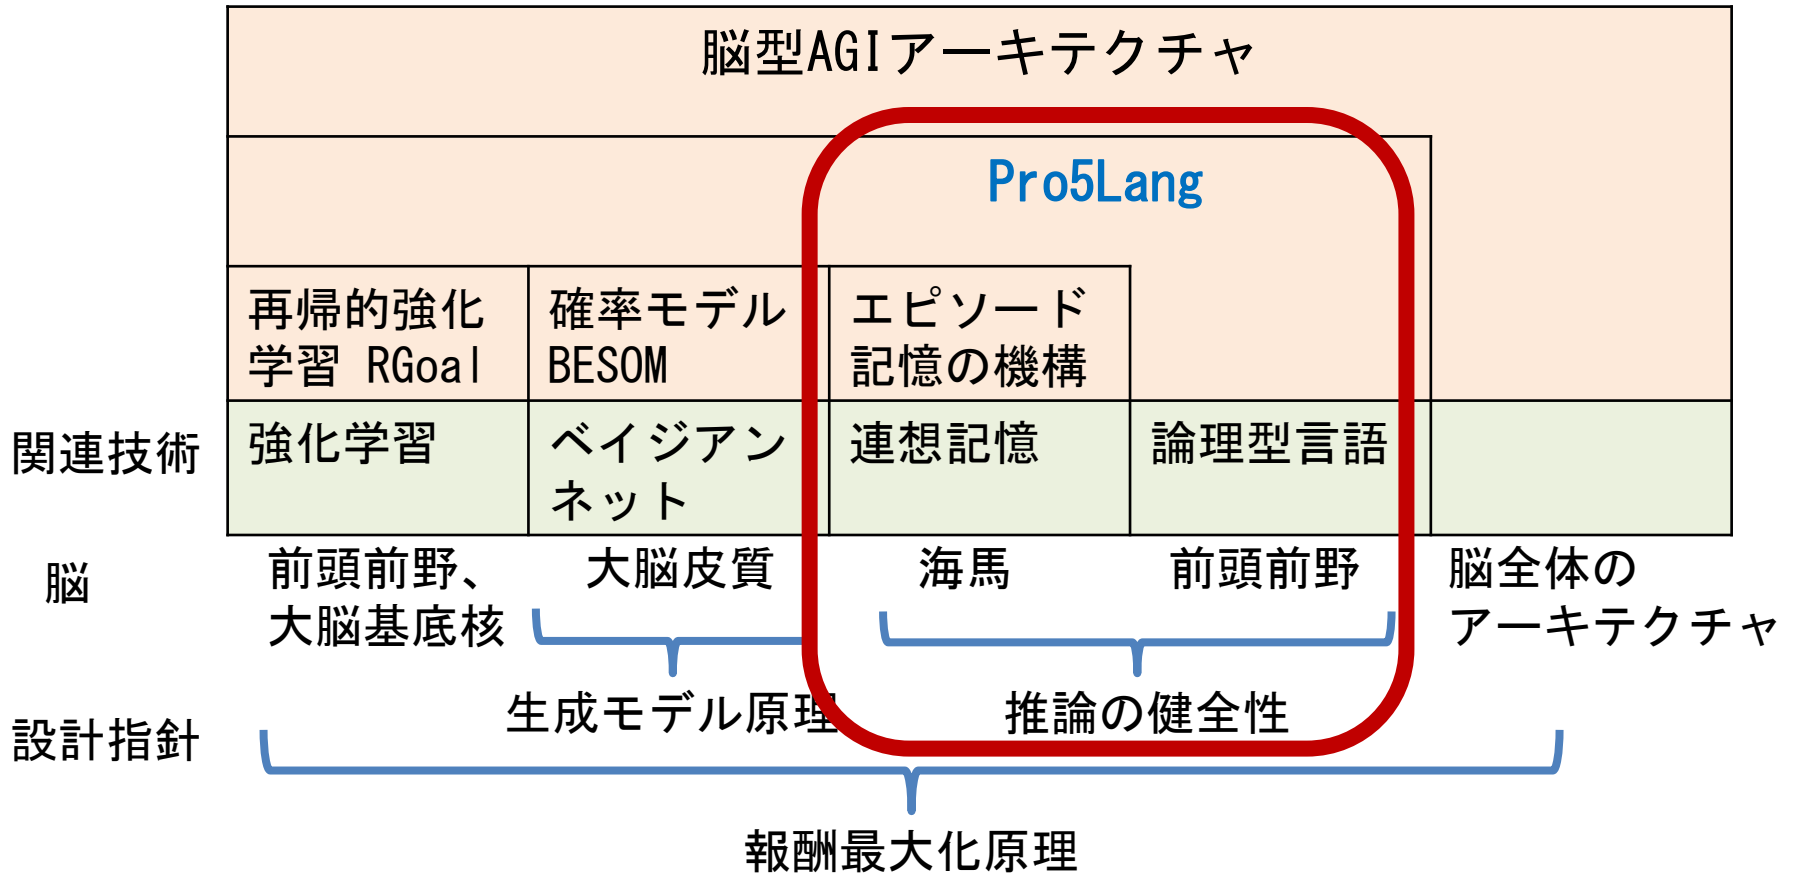 脳型AGIアーキテクチャ
Pro5Lang
再帰的強化
学習 RGoal
確率モデル
BESOM
エピソード
記憶の機構
関連技術
強化学習
ベイジアン
ネット
連想記憶
論理型言語
脳
前頭前野、
大脳基底核
大脳皮質
海馬
前頭前野
脳全体の
アーキテクチャ
設計指針
生成モデル原理
推論の健全性
報酬最大化原理